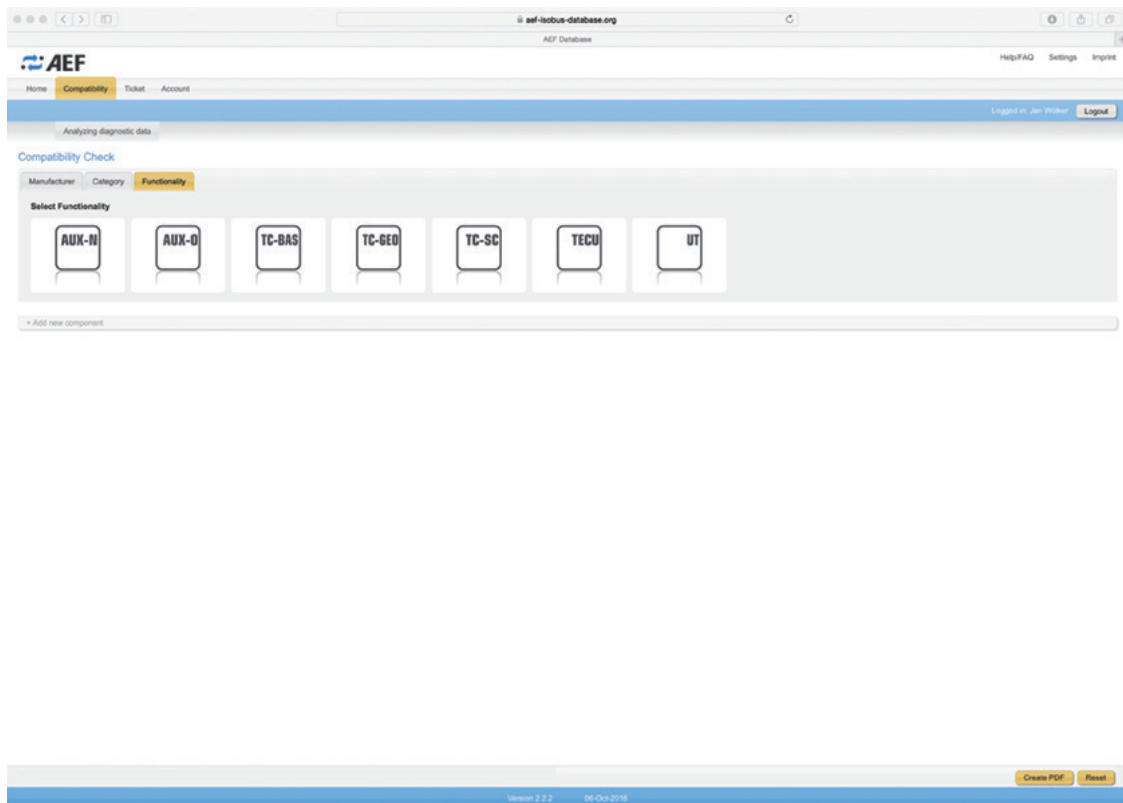 aef-isobus-database.org
AEF Database
AEF
Help/FAQ Settings Imprint
Home Compatibility Ticket Account
Logged in: Jan Wölker Logout
Analyzing diagnostic data
Compatibility Check
Manufacturer Category Functionality
Select Functionality
AUX-N AUX-O TC-BAS TC-GEO TC-SC TECU UT
+ Add new component
Create PDF Reset
Version 2.2.2 06-Oct-2016